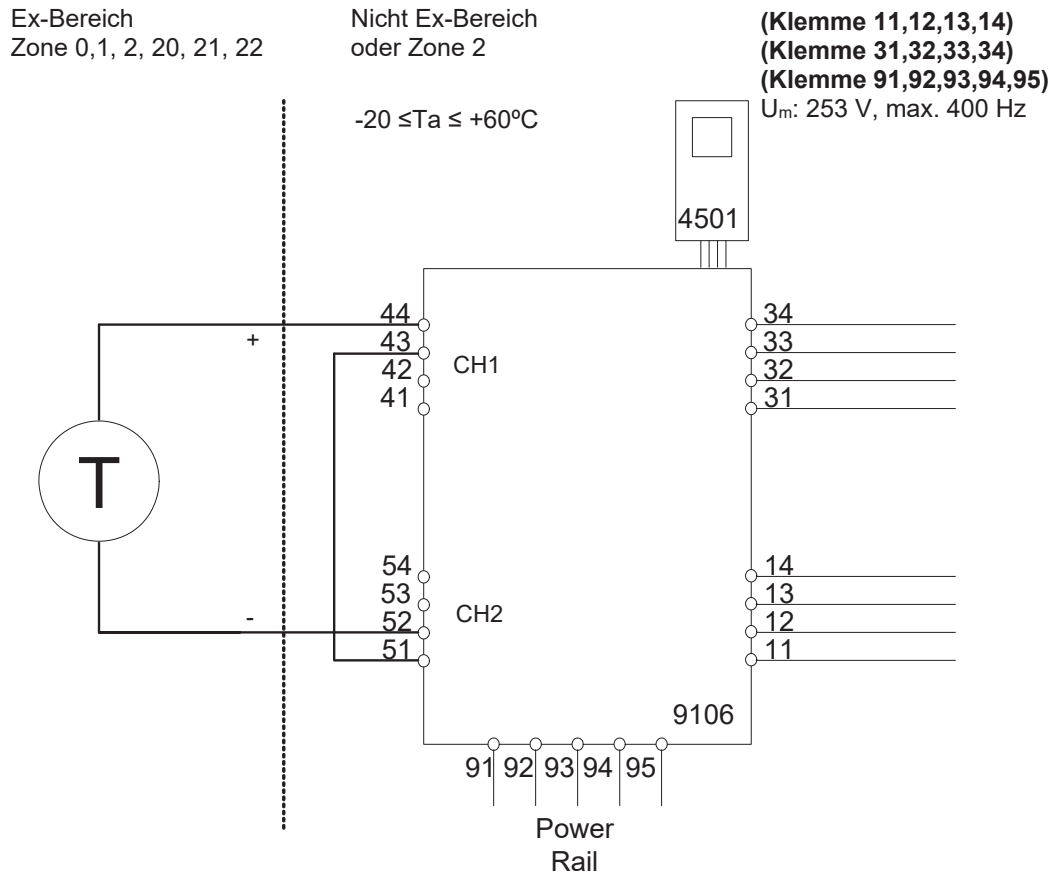 Ex-Bereich
Zone 0,1, 2, 20, 21, 22
Nicht Ex-Bereich
oder Zone 2
-20 ≤Ta ≤ +60ºC
(Klemme 11,12,13,14)
(Klemme 31,32,33,34)
(Klemme 91,92,93,94,95)
Um: 253 V, max. 400 Hz
4501
44
43
42
41
+
CH1
34
33
32
31
T
54
53
52
51
-
CH2
14
13
12
11
9106
91 92 93 94 95
Power
Rail